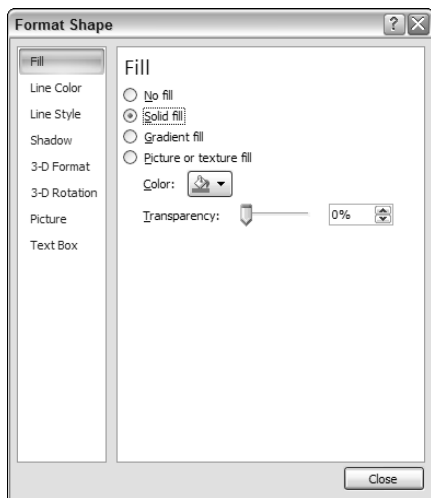 Format Shape
Fill
Line Color
Line Style
Shadow
3-D Format
3-D Rotation
Picture
Text Box
Fill
No fill
Solid fill
Gradient fill
Picture or texture fill
Color:
Transparency: 0%
Close